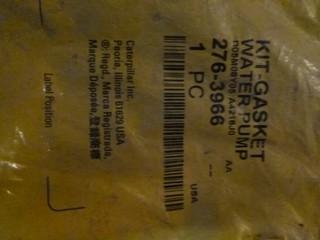 KIT-GASKET
WATER PUMP
AA
276-3966
--
1 PC
USA
Caterpillar Inc.
Peoria, Illinois 61629 USA
®: Regd., Marca Registrada
Marque Déposée,
Label Position